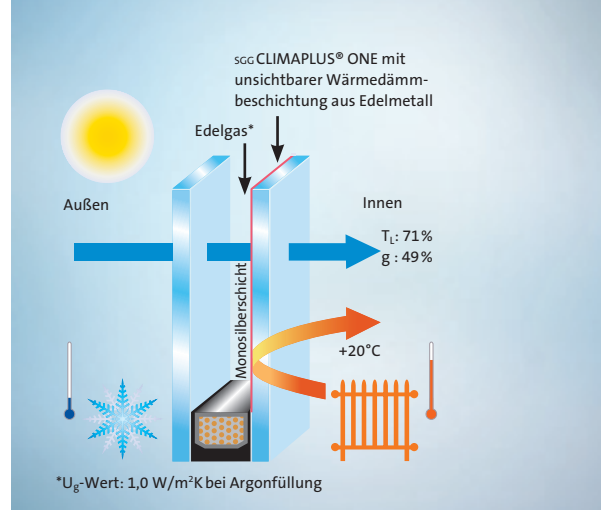 SGG CLIMAPLUS® ONE mit
unsichtbarer Wärmedämm-
beschichtung aus Edelmetall
Edelgas*
Außen
Innen
TL: 71%
g : 49%
Monosilberschicht
+20°C
*Ug-Wert: 1,0 W/m²K bei Argonfüllung